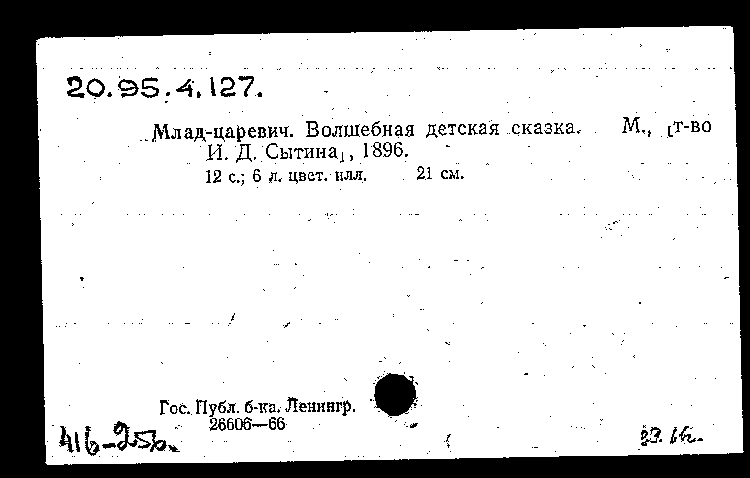 20.95.4.127.
Млад-царевич. Волшебная детская сказка. М., [т-во
И. Д. Сытина], 1896.
12 с.; 6 л. цвет. илл. 21 см.
Гос. Публ. б-ка. Ленингр.
26606—66
416-25б.